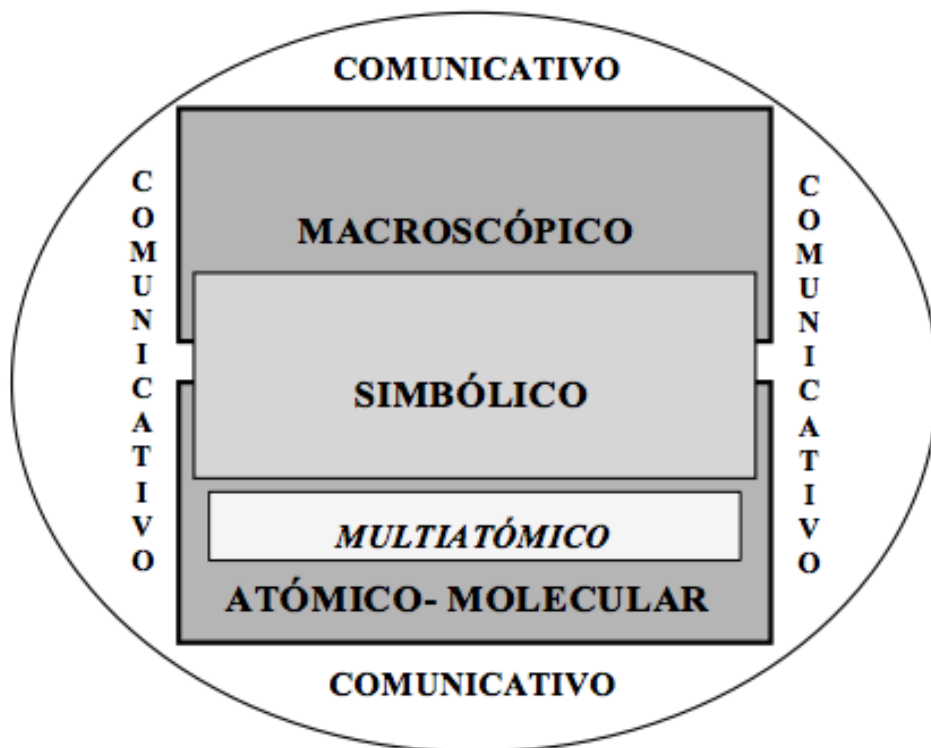 COMUNICATIVO
COMUNICATIVO
MACROSCÓPICO
SIMBÓLICO
MULTIATÓMICO
ATÓMICO- MOLECULAR
COMUNICATIVO
COMUNICATIVO